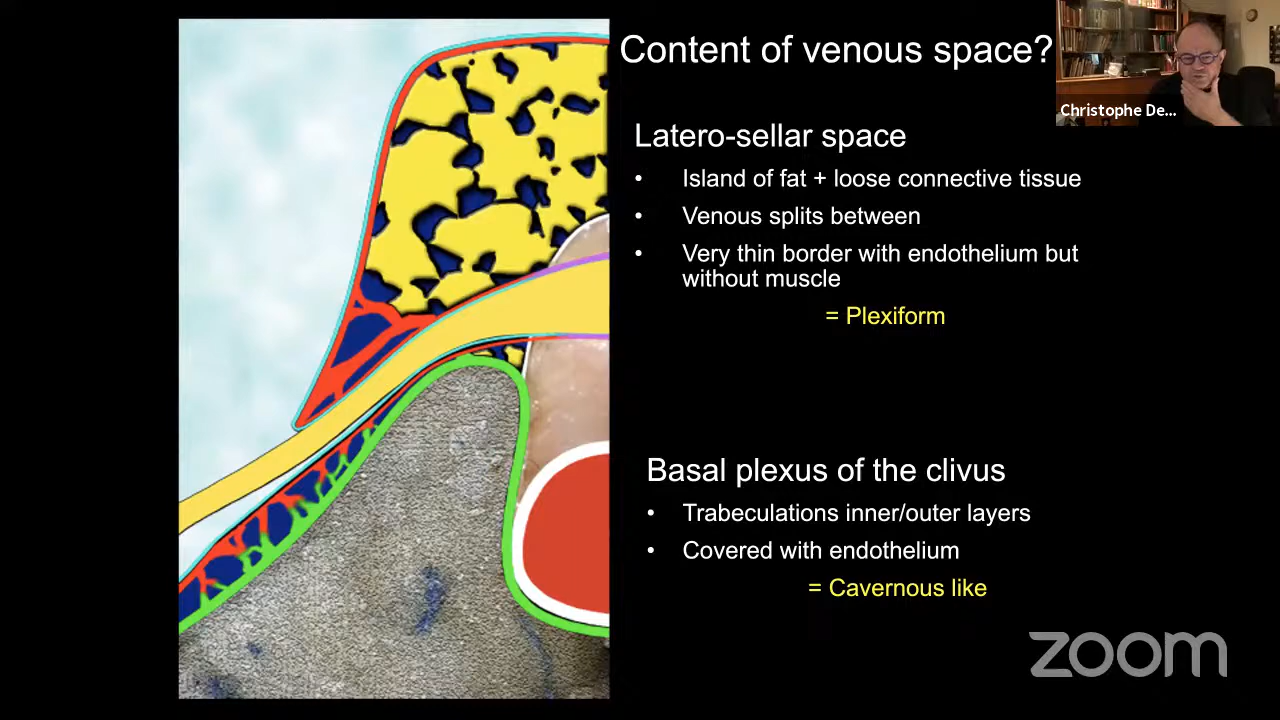 Content of venous space?
Christophe De...
Latero-sellar space
• Island of fat + loose connective tissue
• Venous splits between
• Very thin border with endothelium but
without muscle
= Plexiform
Basal plexus of the clivus
• Trabeculations inner/outer layers
• Covered with endothelium
= Cavernous like
zoom